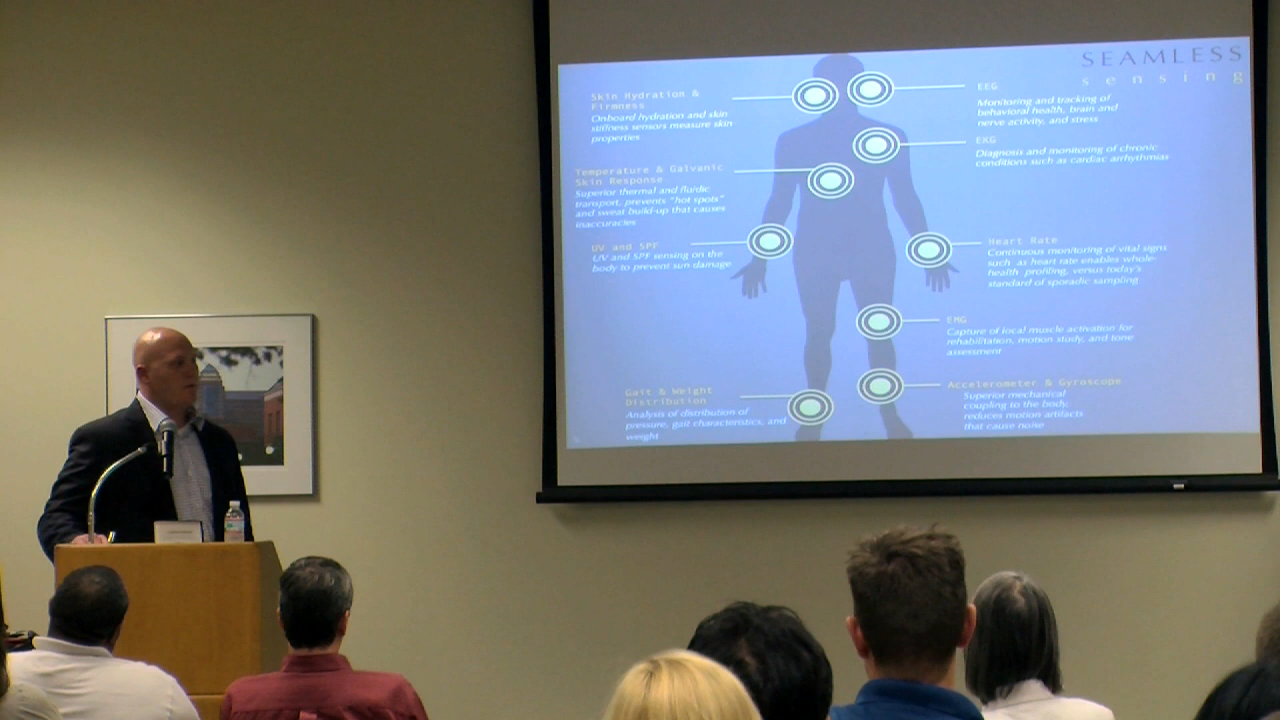 SEAMLESS
sensing
Skin Hydration &
Firmness
Onboard hydration and skin
stiffness sensors measure skin
properties
Temperature & Galvanic
Skin Response
Superior thermal and fluidic
transport, prevents "hot spots"
and sweat build-up that causes
inaccuracies
UV and SPF
UV and SPF sensing on the
body to prevent sun damage
Gait & Weight
Distribution
Analysis of distribution of
pressure, gait characteristics, and
weight
EEG
Monitoring and tracking of
behavioral health, brain and
nerve activity, and stress
EKG
Diagnosis and monitoring of chronic
conditions such as cardiac arrhythmias
Heart Rate
Continuous monitoring of vital signs
such as heart rate enables whole-
health profiling, versus today's
standard of sporadic sampling
EMG
Capture of local muscle activation for
rehabilitation, motion study, and tone
assessment
Accelerometer & Gyroscope
Superior mechanical
coupling to the body,
reduces motion artifacts
that cause noise